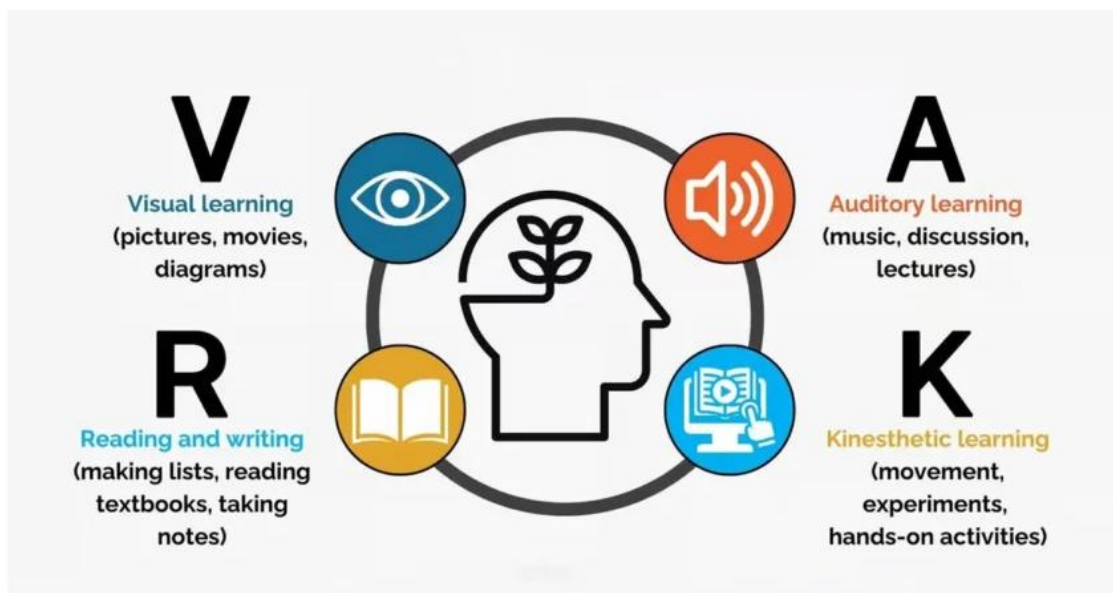 V
Visual learning
(pictures, movies,
diagrams)
A
Auditory learning
(music, discussion,
lectures)
R
Reading and writing
(making lists, reading
textbooks, taking
notes)
K
Kinesthetic learning
(movement,
experiments,
hands-on activities)